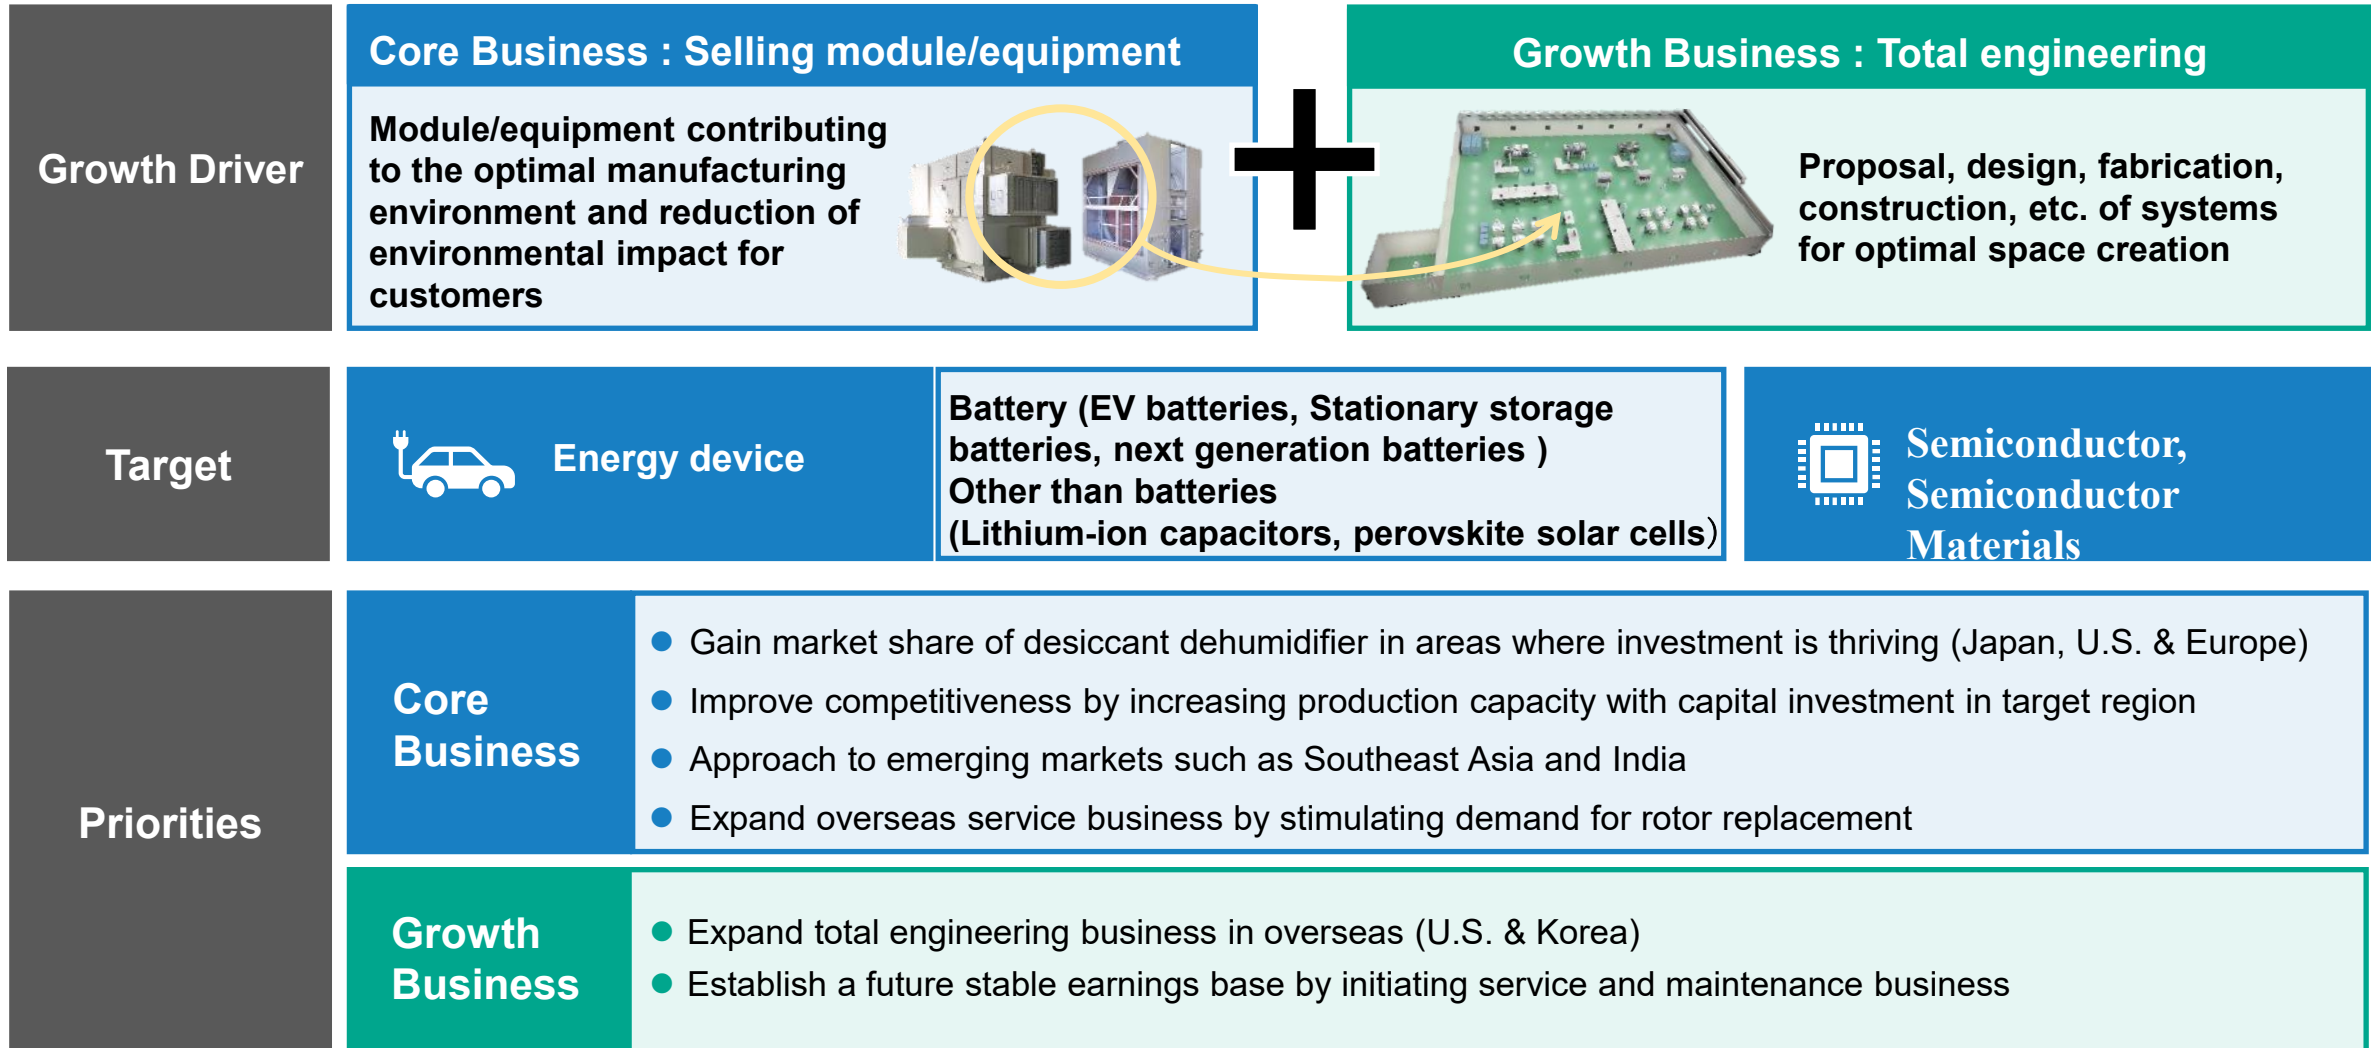 Growth Driver
Core Business : Selling module/equipment
Module/equipment contributing
to the optimal manufacturing
environment and reduction of
environmental impact for
customers
Growth Business : Total engineering
Proposal, design, fabrication,
construction, etc. of systems
for optimal space creation
Target
Energy device
Battery (EV batteries, Stationary storage
batteries, next generation batteries )
Other than batteries
(Lithium-ion capacitors, perovskite solar cells）
Semiconductor,
Semiconductor
Materials
Priorities
Core
Business
● Gain market share of desiccant dehumidifier in areas where investment is thriving (Japan, U.S. & Europe)
● Improve competitiveness by increasing production capacity with capital investment in target region
● Approach to emerging markets such as Southeast Asia and India
● Expand overseas service business by stimulating demand for rotor replacement
Growth
Business
● Expand total engineering business in overseas (U.S. & Korea)
● Establish a future stable earnings base by initiating service and maintenance business